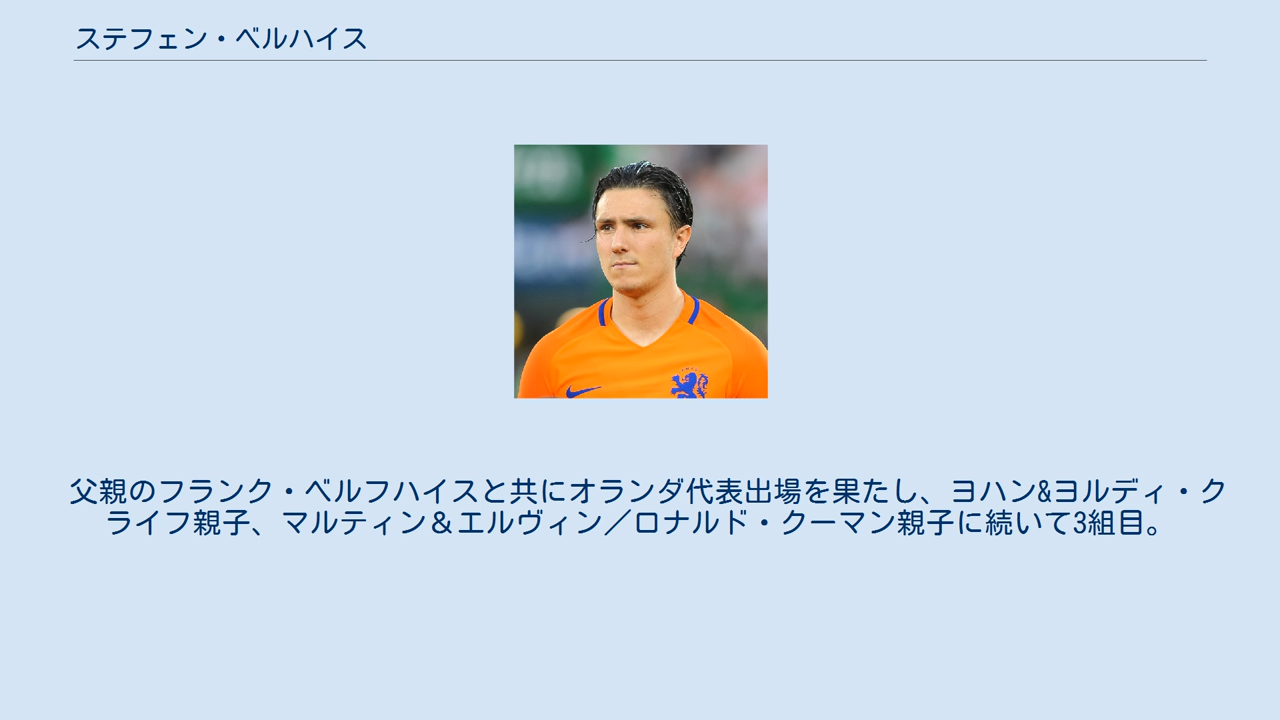 ステフェン・ベルハイス
父親のフランク・ベルフハイスと共にオランダ代表出場を果たし、ヨハン&ヨルディ・ク
ライフ親子、マルティン＆エルヴィン／ロナルド・クーマン親子に続いて3組目。